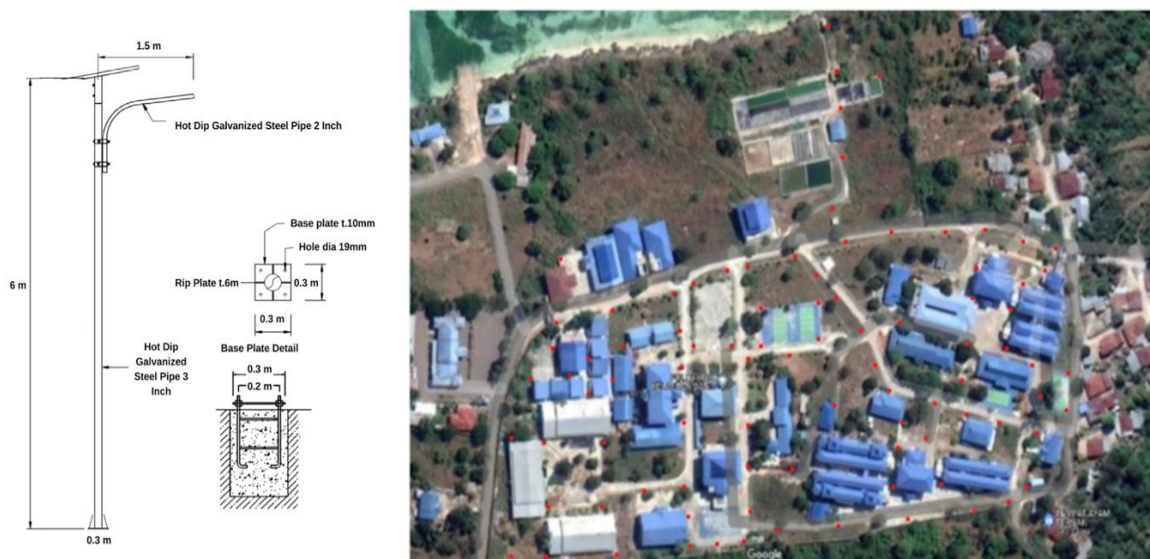 1.5 m
Hot Dip Galvanized Steel Pipe 2 Inch
6 m
Base plate t.10mm
Hole dia 19mm
Rip Plate t.6m
0.3 m
0.3 m
Hot Dip
Galvanized
Steel Pipe 3
Inch
Base Plate Detail
0.3 m
0.2 m
0.3 m
Google